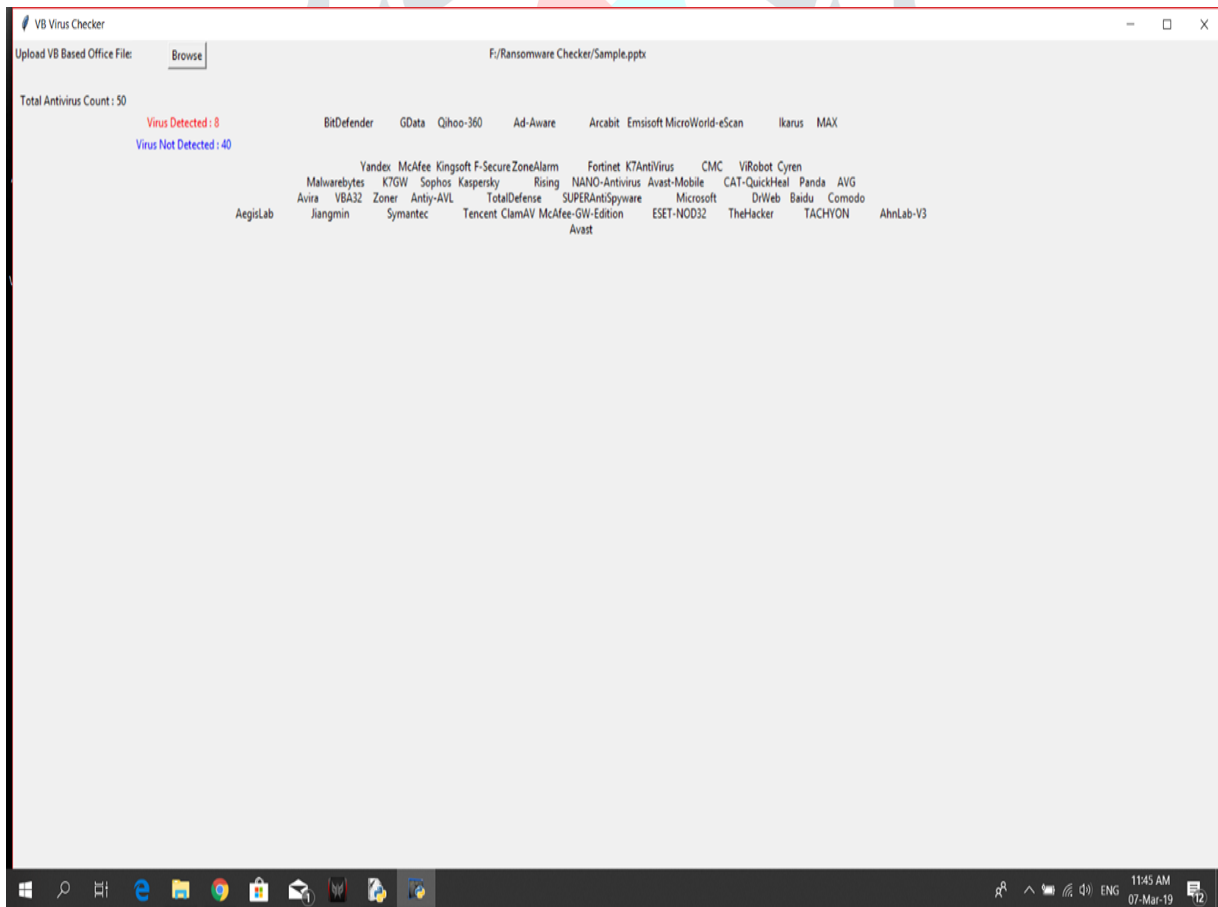 VB Virus Checker
Upload VB Based Office File: Browse F:/Ransomware Checker/Sample.pptx
Total Antivirus Count : 50
Virus Detected : 8 BitDefender GData Qihoo-360 Ad-Aware Arcabit Emsisoft MicroWorld-eScan Ikarus MAX
Virus Not Detected : 40
Yandex McAfee Kingsoft F-Secure ZoneAlarm Fortinet K7AntiVirus CMC ViRobot Cyren
Malwarebytes K7GW Sophos Kaspersky Rising NANO-Antivirus Avast-Mobile CAT-QuickHeal Panda AVG
Avira VBA32 Zoner Antiy-AVL TotalDefense SUPERAntiSpyware Microsoft DrWeb Baidu Comodo
AegisLab Jiangmin Symantec Tencent ClamAV McAfee-GW-Edition ESET-NOD32 TheHacker TACHYON AhnLab-V3
Avast
ENG 11:45 AM
07-Mar-19
1
12